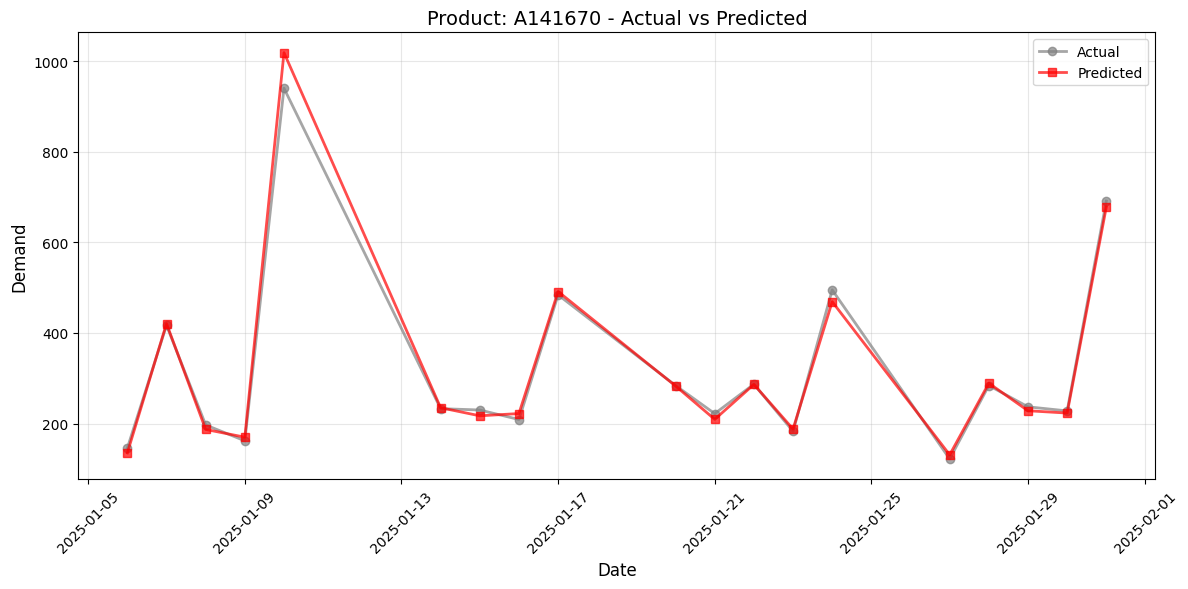 Product: A141670 - Actual vs Predicted
Actual
Predicted
Demand
1000
800
600
400
200
2025-01-05
2025-01-09
2025-01-13
2025-01-17
2025-01-21
2025-01-25
2025-01-29
2025-02-01
Date